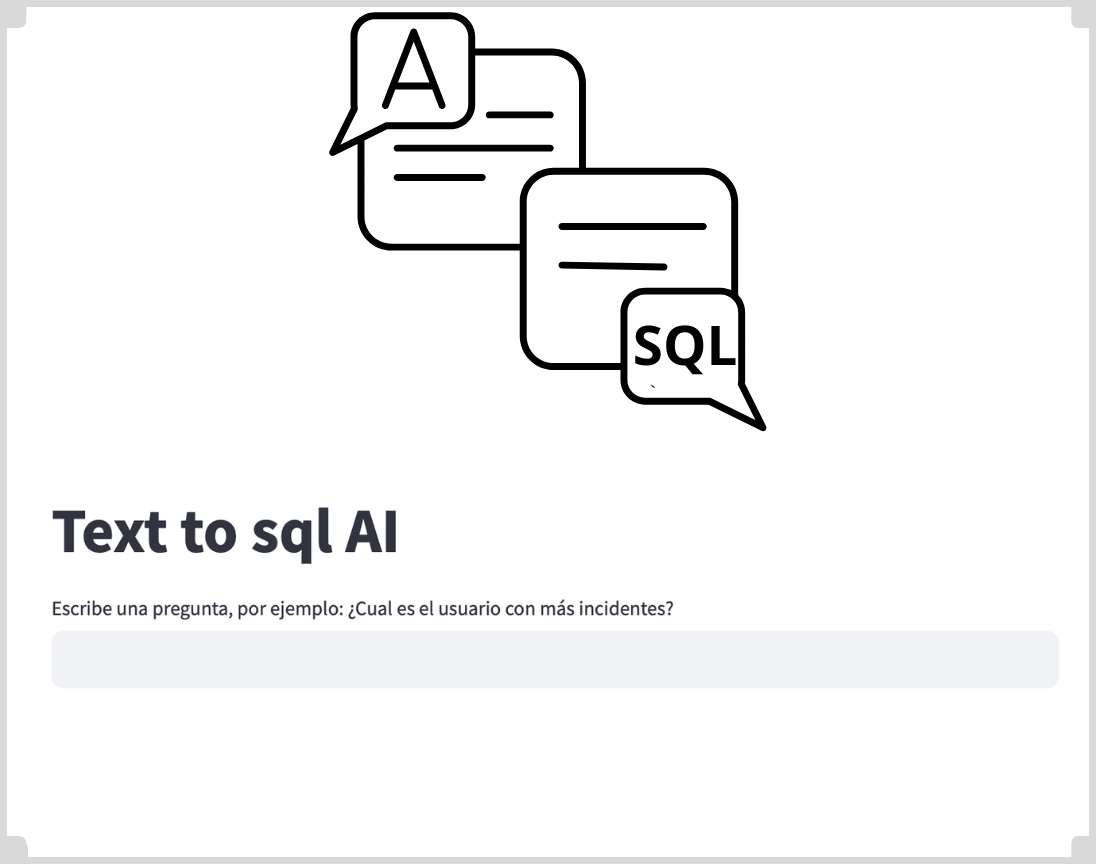 A
SQL
Text to sql AI
Escribe una pregunta, por ejemplo: ¿Cual es el usuario con más incidentes?